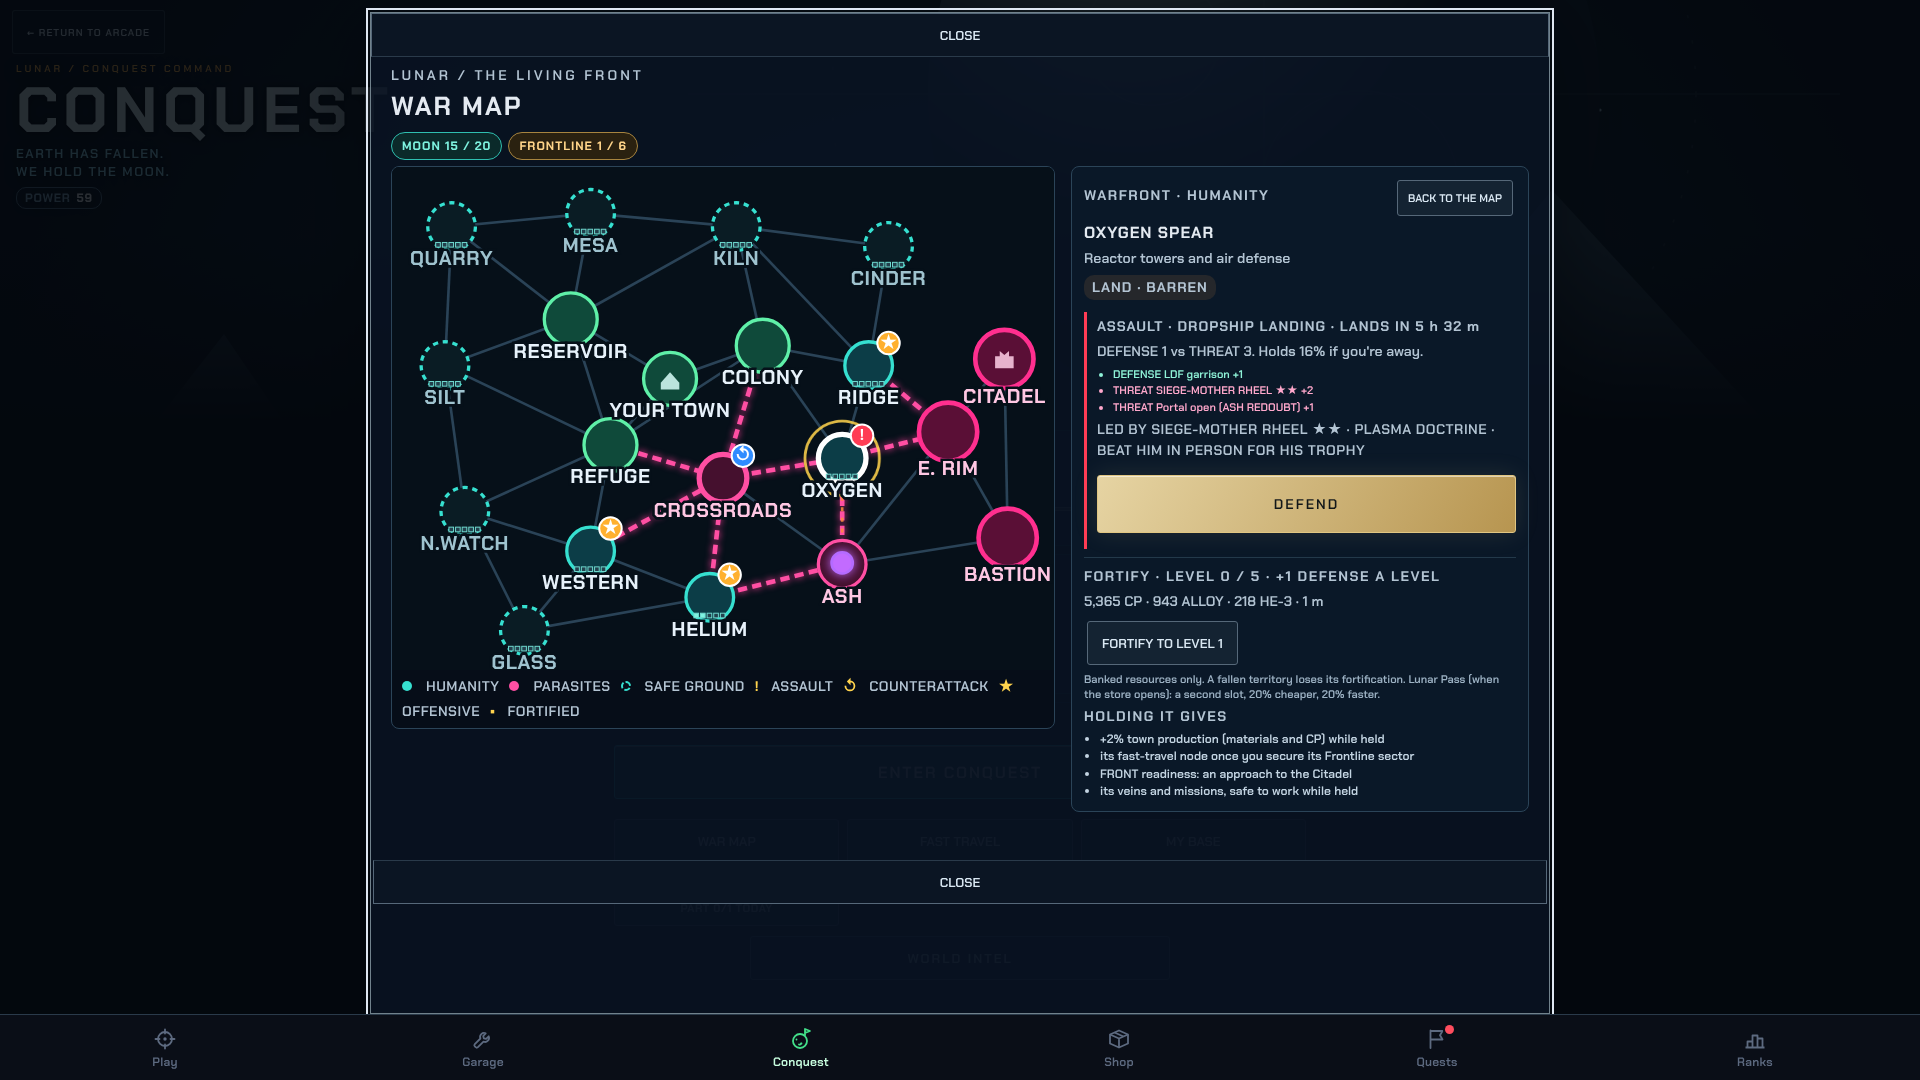 ← RETURN TO ARCADE
LUNAR / CONQUEST COMMAND
CONQUEST
EARTH HAS FALLEN.
WE HOLD THE MOON.
POWER 59
CLOSE
LUNAR / THE LIVING FRONT
WAR MAP
MOON 15 / 20
FRONTLINE 1 / 6
QUARRY
MESA
KILN
CINDER
RESERVOIR
COLONY
SILT
YOUR TOWN
RIDGE
CITADEL
REFUGE
CROSSROADS
OXYGEN
E. RIM
N.WATCH
WESTERN
HELIUM
ASH
BASTION
GLASS
HUMANITY PARASITES SAFE GROUND ! ASSAULT COUNTERATTACK ★
OFFENSIVE FORTIFIED
WARFRONT · HUMANITY
BACK TO THE MAP
OXYGEN SPEAR
Reactor towers and air defense
LAND · BARREN
ASSAULT · DROPSHIP LANDING · LANDS IN 5 h 32 m
DEFENSE 1 vs THREAT 3. Holds 16% if you're away.
• DEFENSE LDF garrison +1
• THREAT SIEGE-MOTHER RHEEL ★★ +2
• THREAT Portal open (ASH REDOUBT) +1
LED BY SIEGE-MOTHER RHEEL ★★ · PLASMA DOCTRINE ·
BEAT HIM IN PERSON FOR HIS TROPHY
DEFEND
FORTIFY · LEVEL 0 / 5 · +1 DEFENSE A LEVEL
5,365 CP · 943 ALLOY · 218 HE-3 · 1 m
FORTIFY TO LEVEL 1
Banked resources only. A fallen territory loses its fortification. Lunar Pass (when
the store opens): a second slot, 20% cheaper, 20% faster.
HOLDING IT GIVES
• +2% town production (materials and CP) while held
• its fast-travel node once you secure its Frontline sector
• FRONT readiness: an approach to the Citadel
• its veins and missions, safe to work while held
ENTER CONQUEST
WAR MAP
FAST TRAVEL
MY BASE
CLOSE
WORLD INTEL
Play
Garage
Conquest
Shop
Quests
Ranks